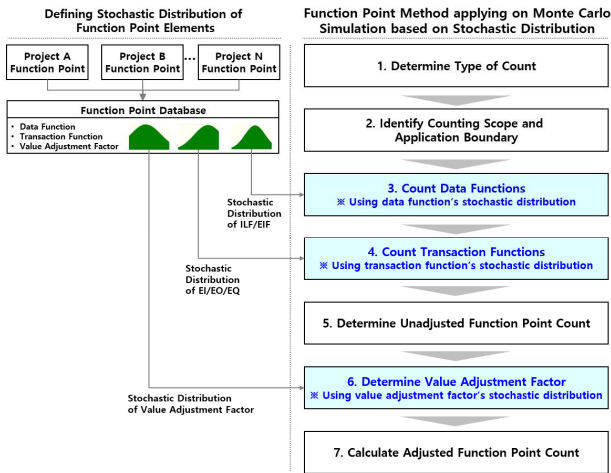 Defining Stochastic Distribution of
Function Point Elements
Project A
Function Point
Project B
Function Point
...
Project N
Function Point
Function Point Database
• Data Function
• Transaction Function
• Value Adjustment Factor
Stochastic
Distribution
of ILF/EIF
Stochastic
Distribution
of EI/EO/EQ
Stochastic Distribution
of Value Adjustment Factor
Function Point Method applying on Monte Carlo
Simulation based on Stochastic Distribution
1. Determine Type of Count
2. Identify Counting Scope and
Application Boundary
3. Count Data Functions
※ Using data function's stochastic distribution
4. Count Transaction Functions
※ Using transaction function's stochastic distribution
5. Determine Unadjusted Function Point Count
6. Determine Value Adjustment Factor
※ Using value adjustment factor's stochastic distribution
7. Calculate Adjusted Function Point Count